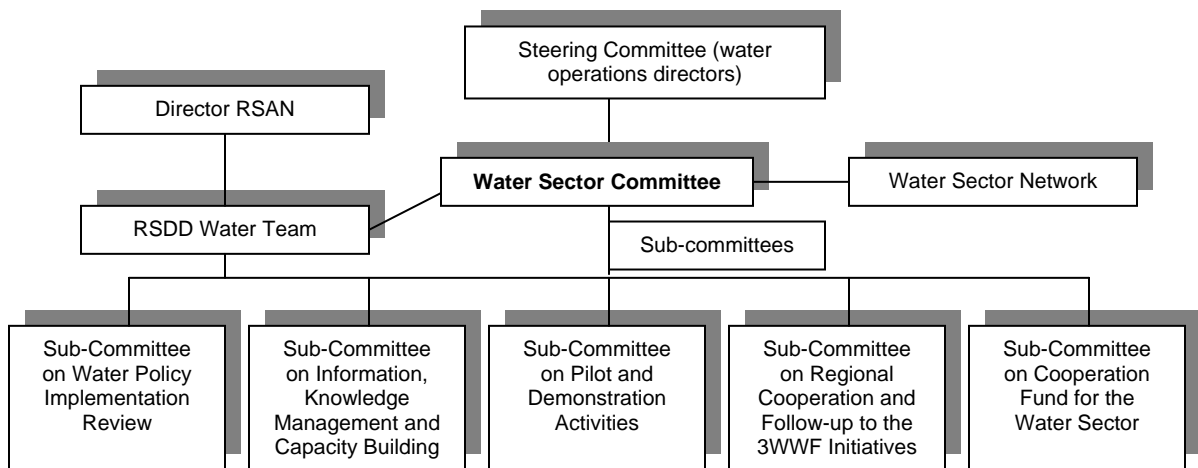 Steering Committee (water
operations directors)
Director RSAN
Water Sector Committee
Water Sector Network
RSDD Water Team
Sub-committees
Sub-Committee
on Water Policy
Implementation
Review
Sub-Committee
on Information,
Knowledge
Management and
Capacity Building
Sub-Committee
on Pilot and
Demonstration
Activities
Sub-Committee
on Regional
Cooperation and
Follow-up to the
3WWF Initiatives
Sub-Committee
on Cooperation
Fund for the
Water Sector